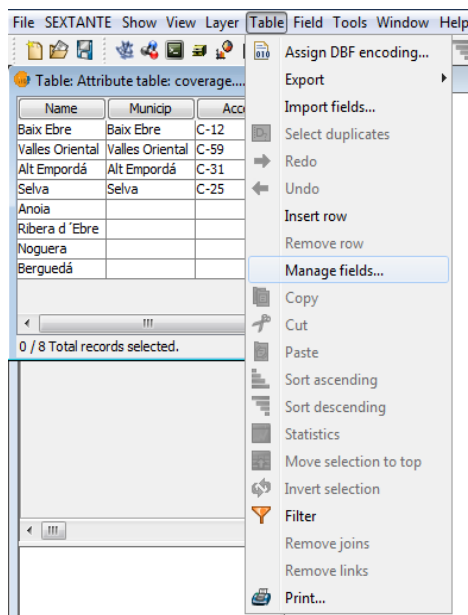 File SEXTANTE Show View Layer Table Field Tools Window Help
Table: Attribute table: coverage....
Name Municip Acc
Baix Ebre Baix Ebre C-12
Valles Oriental Valles Oriental C-59
Alt Empordá Alt Empordá C-31
Selva Selva C-25
Anoia
Ribera d´Ebre
Noguera
Berguedá
0 / 8 Total records selected.
Assign DBF encoding...
Export
Import fields...
Select duplicates
Redo
Undo
Insert row
Remove row
Manage fields...
Copy
Cut
Paste
Sort ascending
Sort descending
Statistics
Move selection to top
Invert selection
Filter
Remove joins
Remove links
Print...